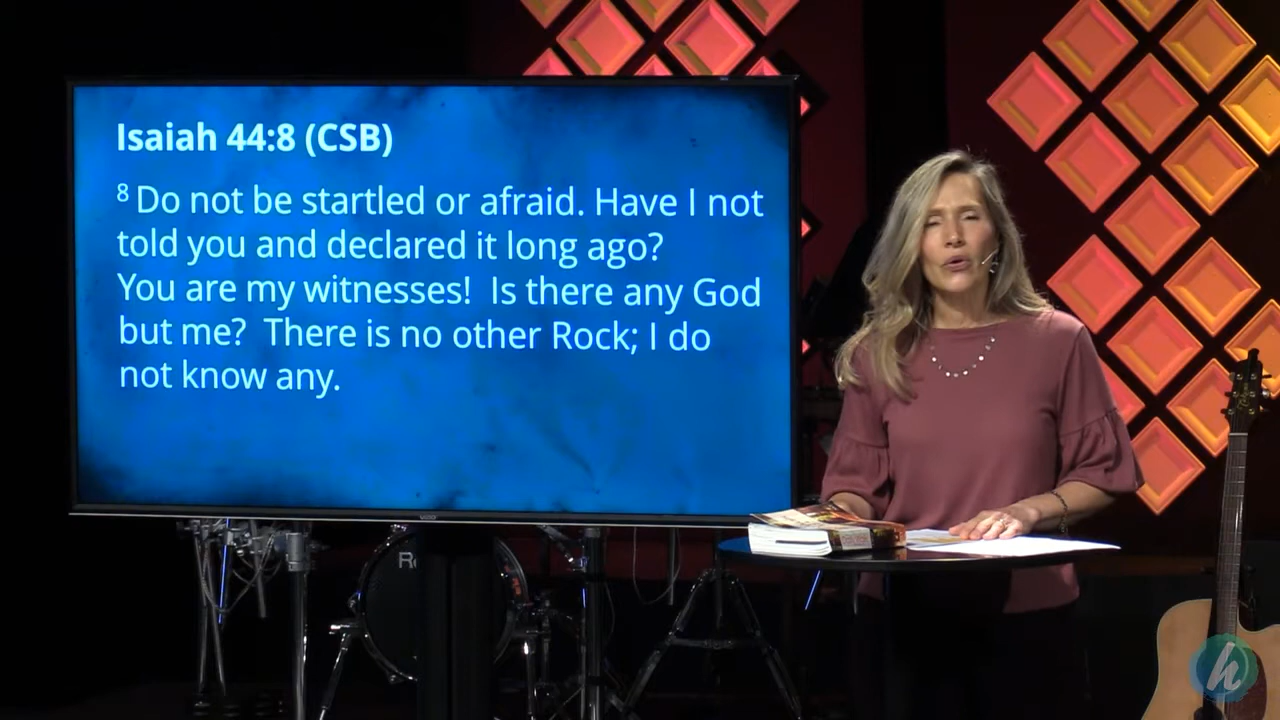 Isaiah 44:8 (CSB)
8 Do not be startled or afraid. Have I not
told you and declared it long ago?
You are my witnesses!  Is there any God
but me?  There is no other Rock; I do
not know any.
h